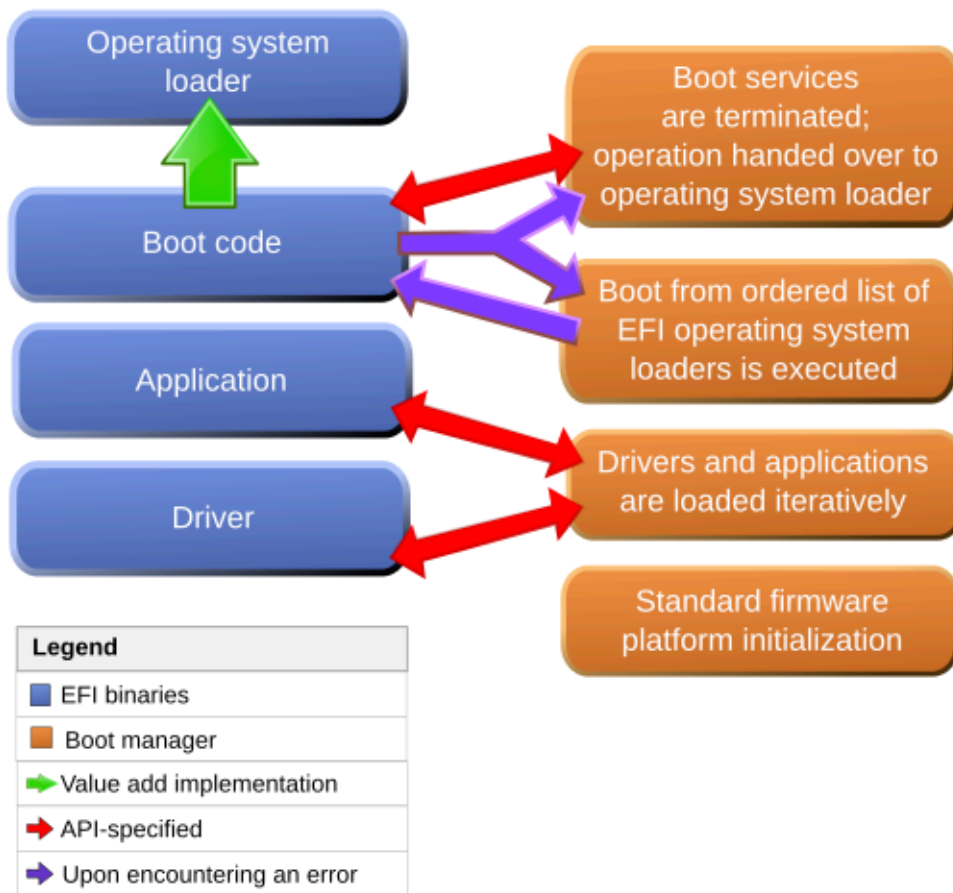 Operating system
loader
Boot code
Application
Driver
Boot services
are terminated;
operation handed over to
operating system loader
Boot from ordered list of
EFI operating system
loaders is executed
Drivers and applications
are loaded iteratively
Standard firmware
platform initialization
Legend
EFI binaries
Boot manager
Value add implementation
API-specified
Upon encountering an error